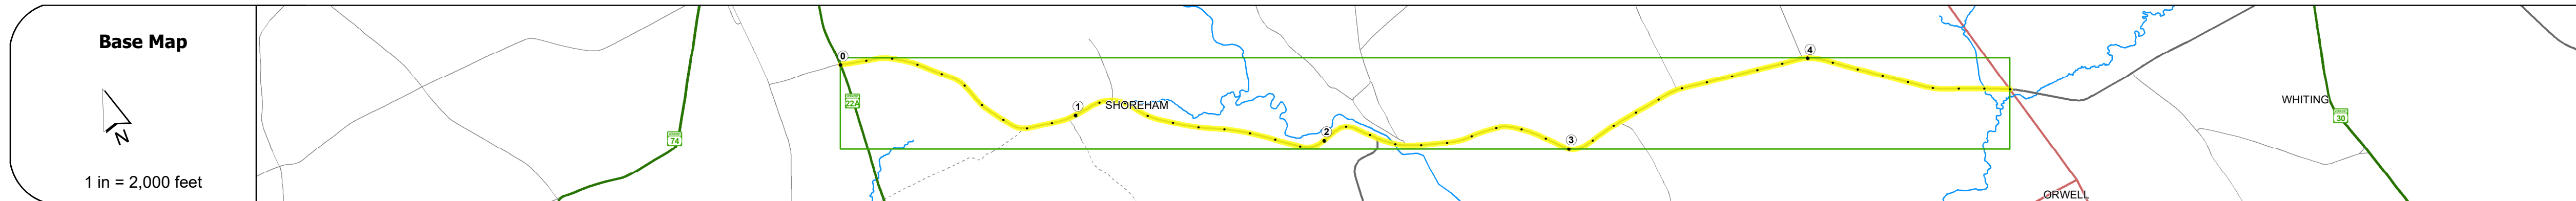 Base Map
N
1 in = 2,000 feet
74
0
22A
1
SHOREHAM
2
3
4
ORWELL
WHITING
30